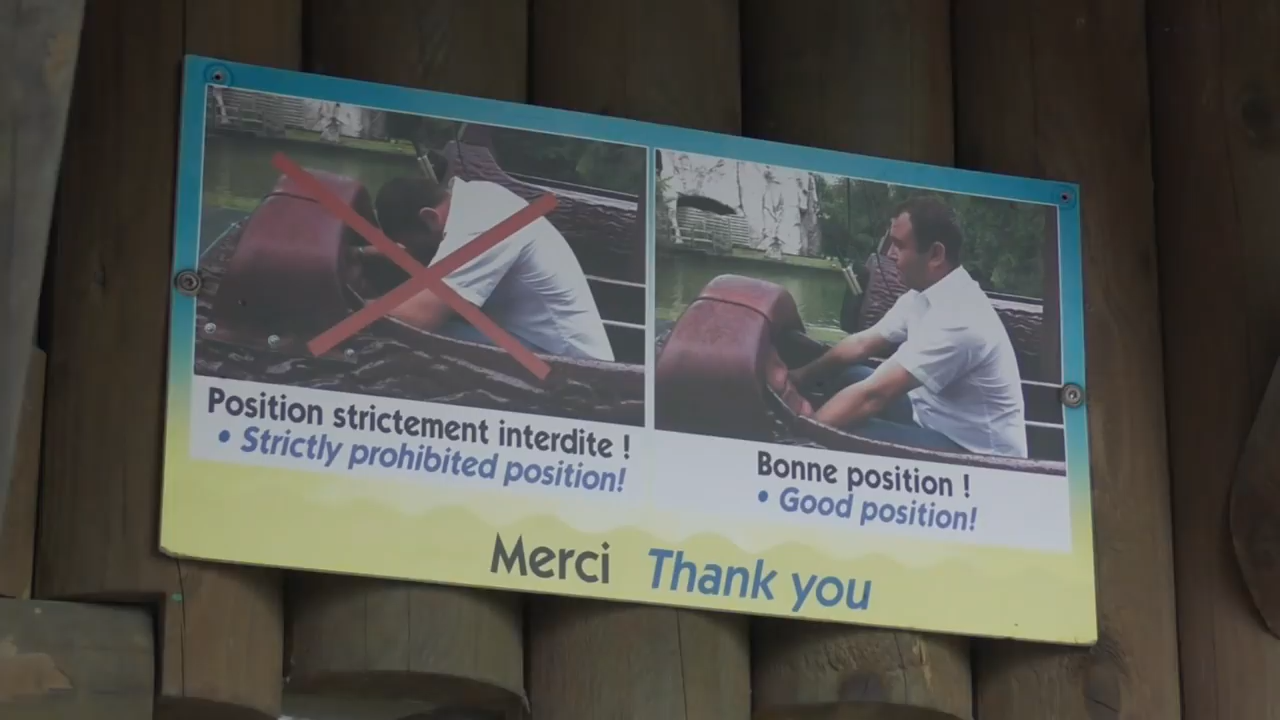 Position strictement interdite !
• Strictly prohibited position!
Bonne position !
• Good position!
Merci Thank you